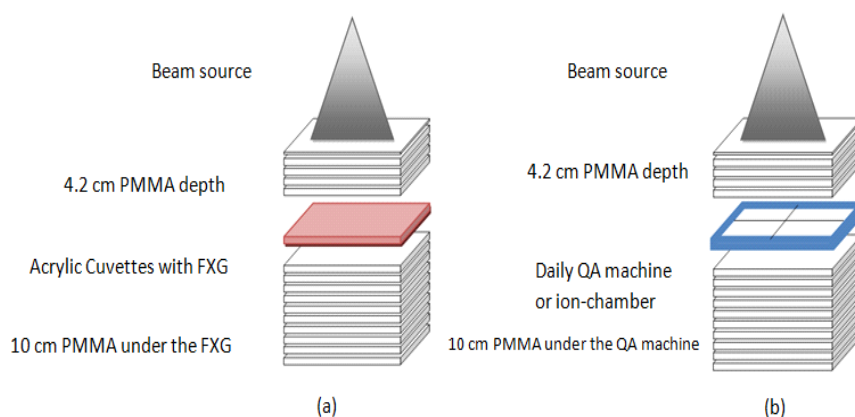 Beam source
4.2 cm PMMA depth
Acrylic Cuvettes with FXG
10 cm PMMA under the FXG
(a)
Beam source
4.2 cm PMMA depth
Daily QA machine
or ion-chamber
10 cm PMMA under the QA machine
(b)